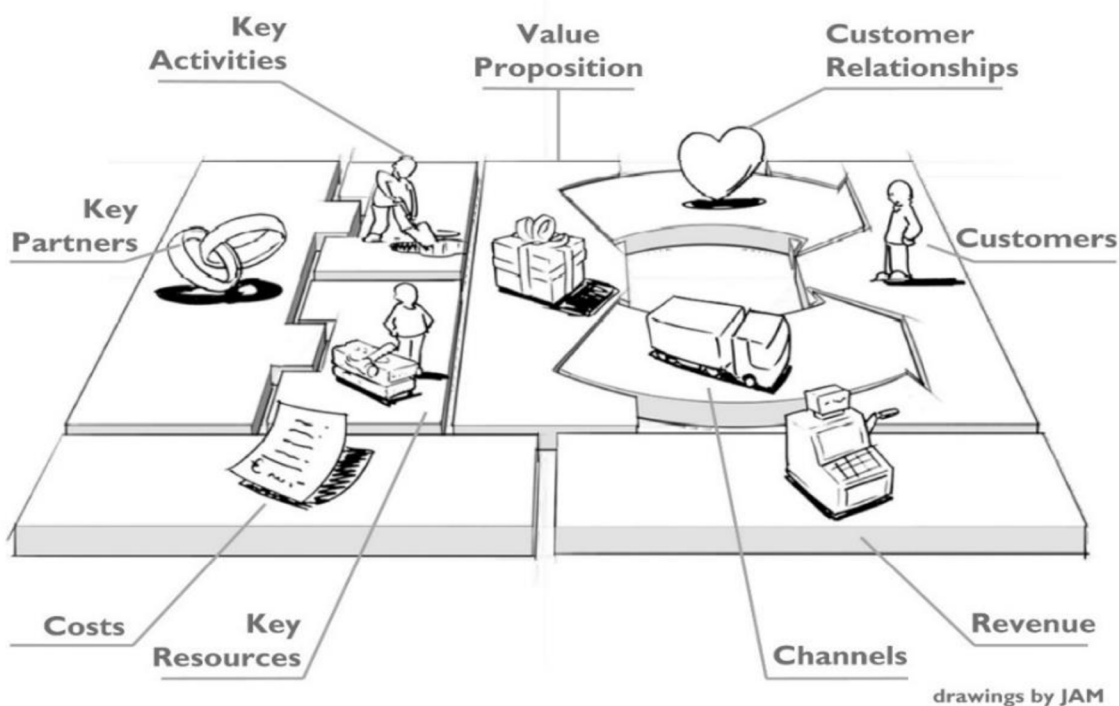 Key
Activities
Value
Proposition
Customer
Relationships
Key
Partners
Customers
Costs
Key
Resources
Channels
Revenue
drawings by JAM